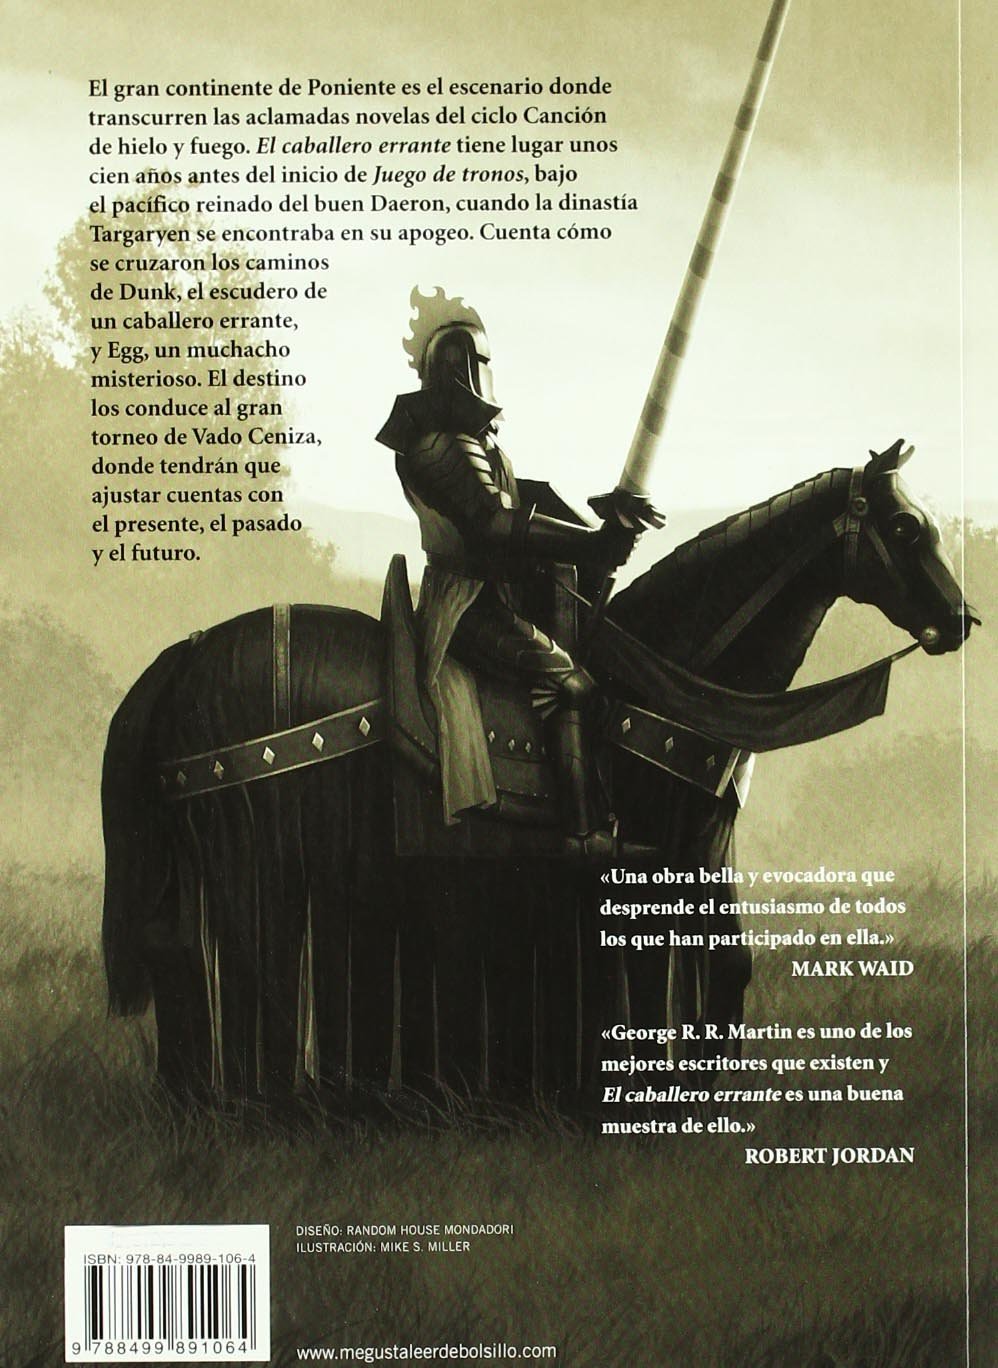 El gran continente de Poniente es el escenario donde
transcurren las aclamadas novelas del ciclo Canción
de hielo y fuego. El caballero errante tiene lugar unos
cien años antes del inicio de Juego de tronos, bajo
el pacífico reinado del buen Daeron, cuando la dinastía
Targaryen se encontraba en su apogeo. Cuenta cómo
se cruzaron los caminos
de Dunk, el escudero de
un caballero errante,
y Egg, un muchacho
misterioso. El destino
los conduce al gran
torneo de Vado Ceniza,
donde tendrán que
ajustar cuentas con
el presente, el pasado
y el futuro.
«Una obra bella y evocadora que
desprende el entusiasmo de todos
los que han participado en ella.»
MARK WAID
«George R. R. Martin es uno de los
mejores escritores que existen y
El caballero errante es una buena
muestra de ello.»
ROBERT JORDAN
DISEÑO: RANDOM HOUSE MONDADORI
ILUSTRACIÓN: MIKE S. MILLER
ISBN: 978-84-9989-106-4
9 788499 891064
www.megustaleerdebolsillo.com